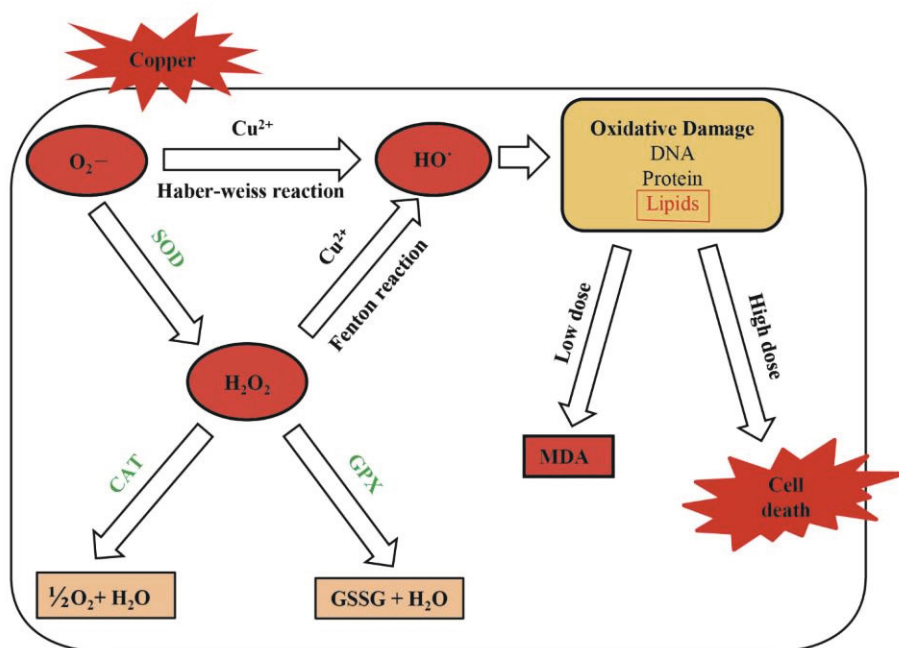 Copper
Cu²⁺
O₂—
HO˙
Haber-weiss reaction
Oxidative Damage
DNA
Protein
Lipids
SOD
Cu²⁺
Fenton reaction
Low dose
High dose
H₂O₂
MDA
CAT
GPX
Cell
death
½O₂+ H₂O
GSSG + H₂O